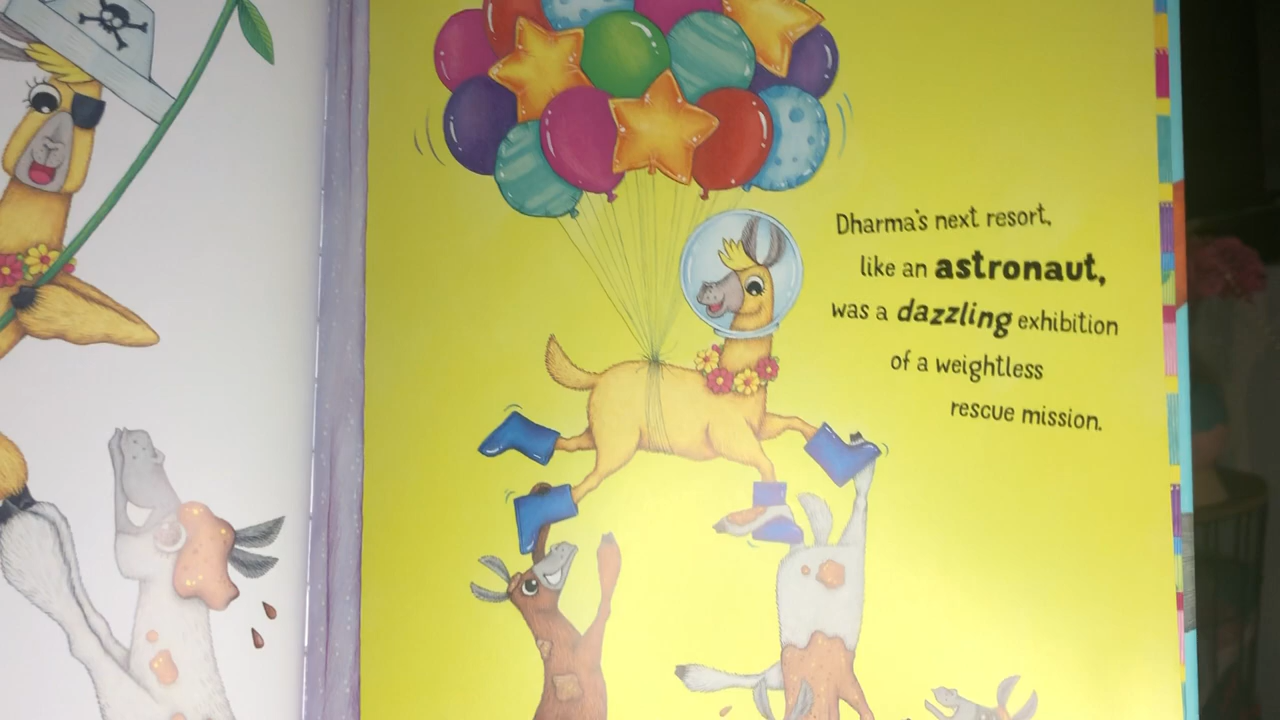 Dharma's next resort,
like an astronaut,
was a dazzling exhibition
of a weightless
rescue mission.